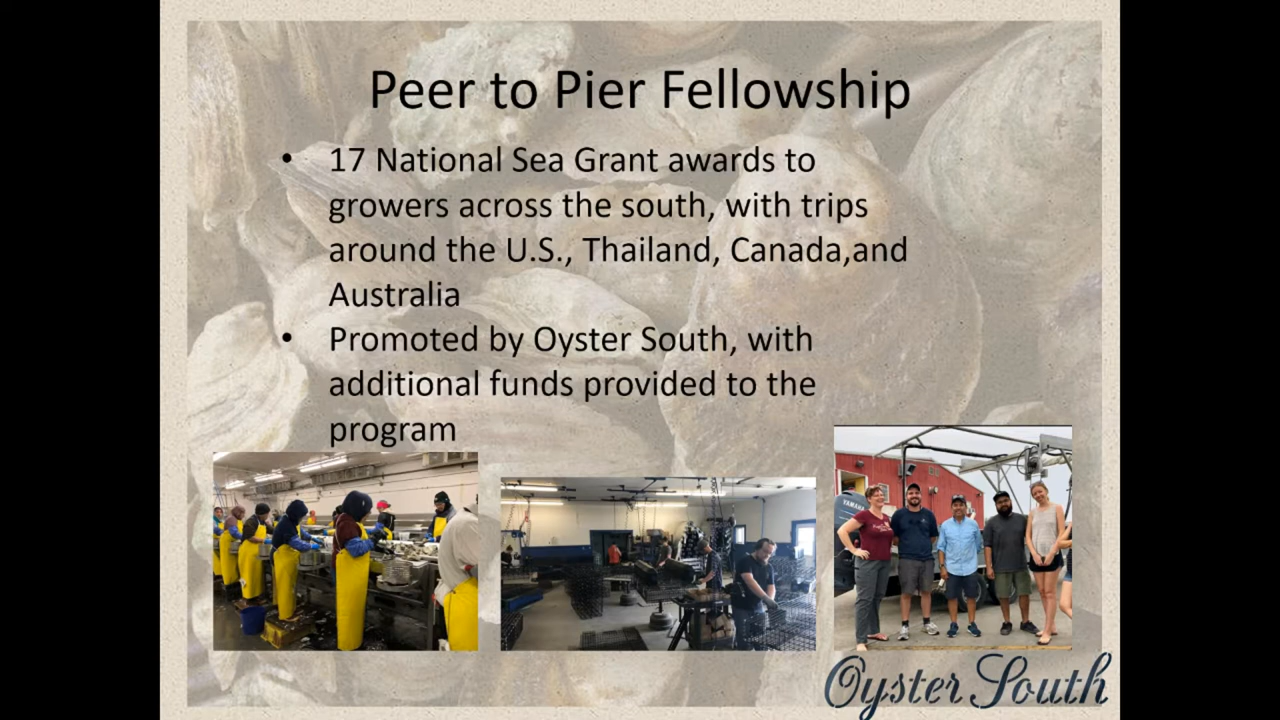 Peer to Pier Fellowship
• 17 National Sea Grant awards to
growers across the south, with trips
around the U.S., Thailand, Canada,and
Australia
• Promoted by Oyster South, with
additional funds provided to the
program
YAMAHA
Oyster South